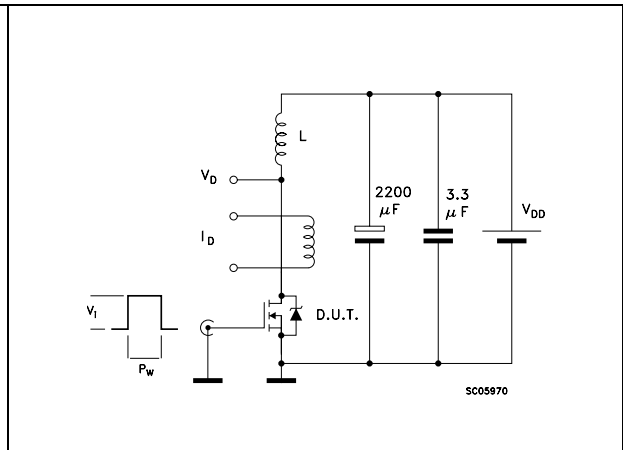 L
V_D
2200
μF
3.3
μF
V_DD
I_D
D.U.T.
V_i
P_W
SC05970